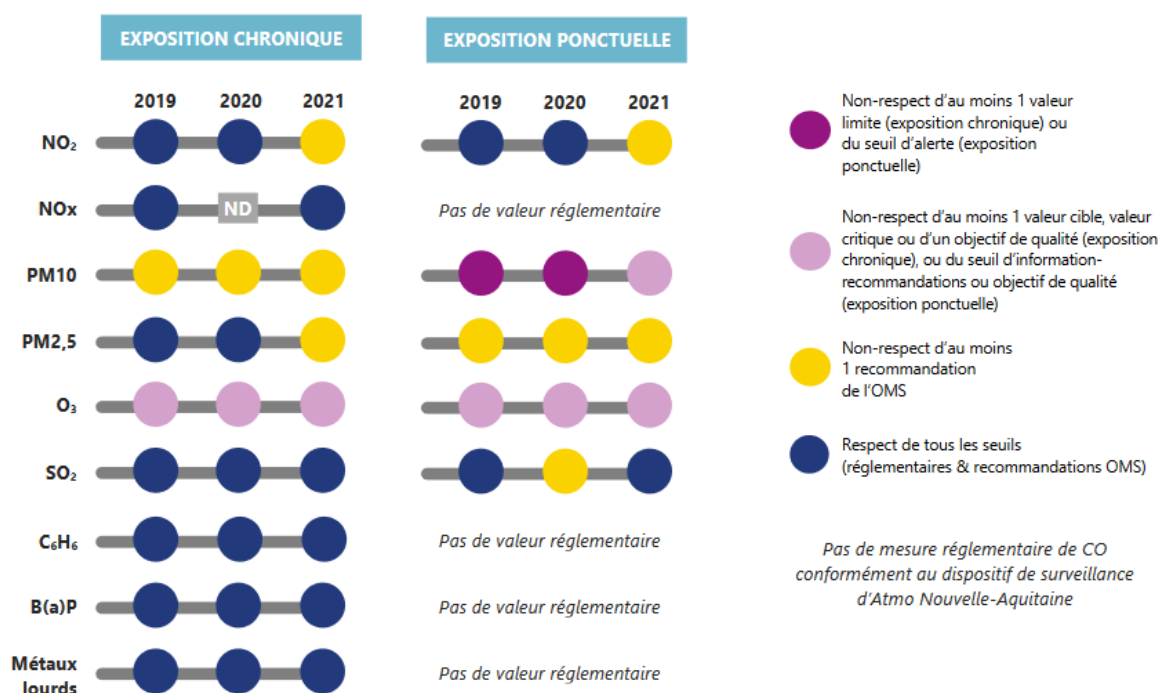 EXPOSITION CHRONIQUE
EXPOSITION PONCTUELLE
2019 2020 2021
2019 2020 2021
NO₂
NOx
ND
Pas de valeur réglementaire
PM10
PM2,5
O₃
SO₂
C₆H₆
Pas de valeur réglementaire
B(a)P
Pas de valeur réglementaire
Métaux
lourds
Pas de valeur réglementaire
Non-respect d'au moins 1 valeur
limite (exposition chronique) ou
du seuil d'alerte (exposition
ponctuelle)
Non-respect d'au moins 1 valeur cible, valeur
critique ou d'un objectif de qualité (exposition
chronique), ou du seuil d'information-
recommandations ou objectif de qualité
(exposition ponctuelle)
Non-respect d'au moins
1 recommandation
de l'OMS
Respect de tous les seuils
(réglementaires & recommandations OMS)
Pas de mesure réglementaire de CO
conformément au dispositif de surveillance
d'Atmo Nouvelle-Aquitaine